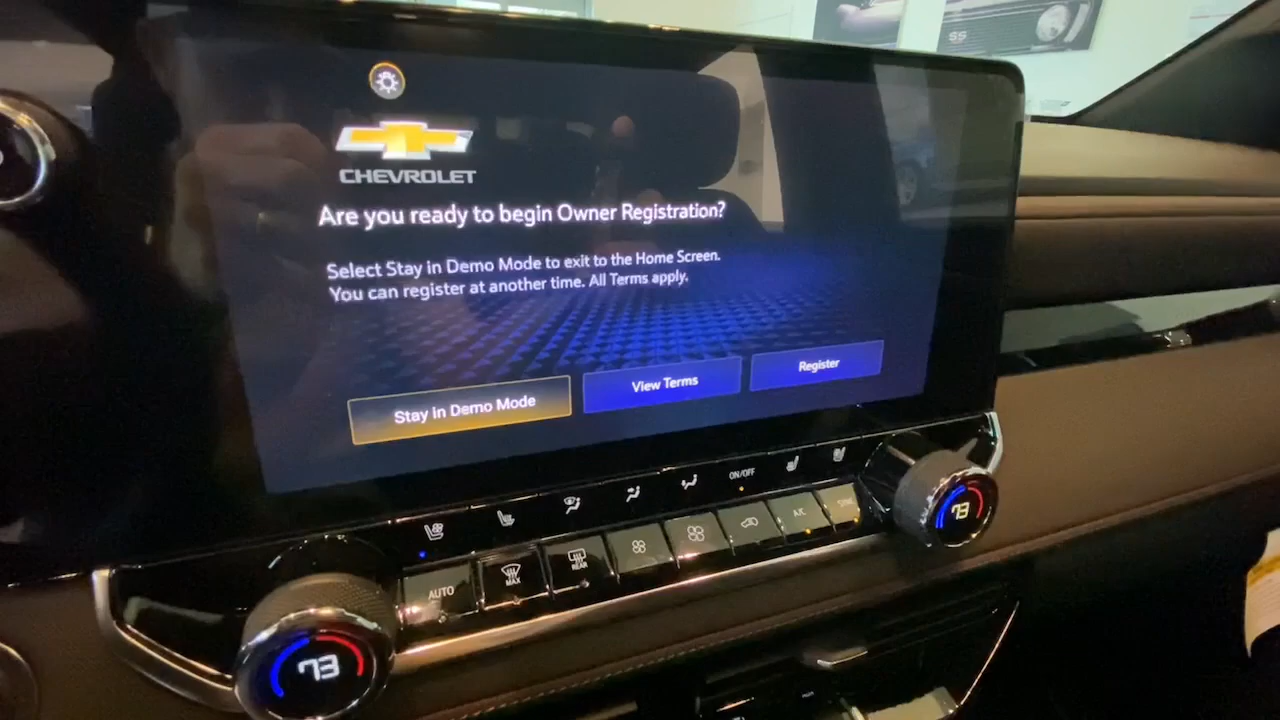 SS
CHEVROLET
Are you ready to begin Owner Registration?
Select Stay in Demo Mode to exit to the Home Screen.
You can register at another time. All Terms apply.
Stay in Demo Mode
View Terms
Register
ON/OFF
AUTO
MAX
REAR
A/C
SYNC
73
73